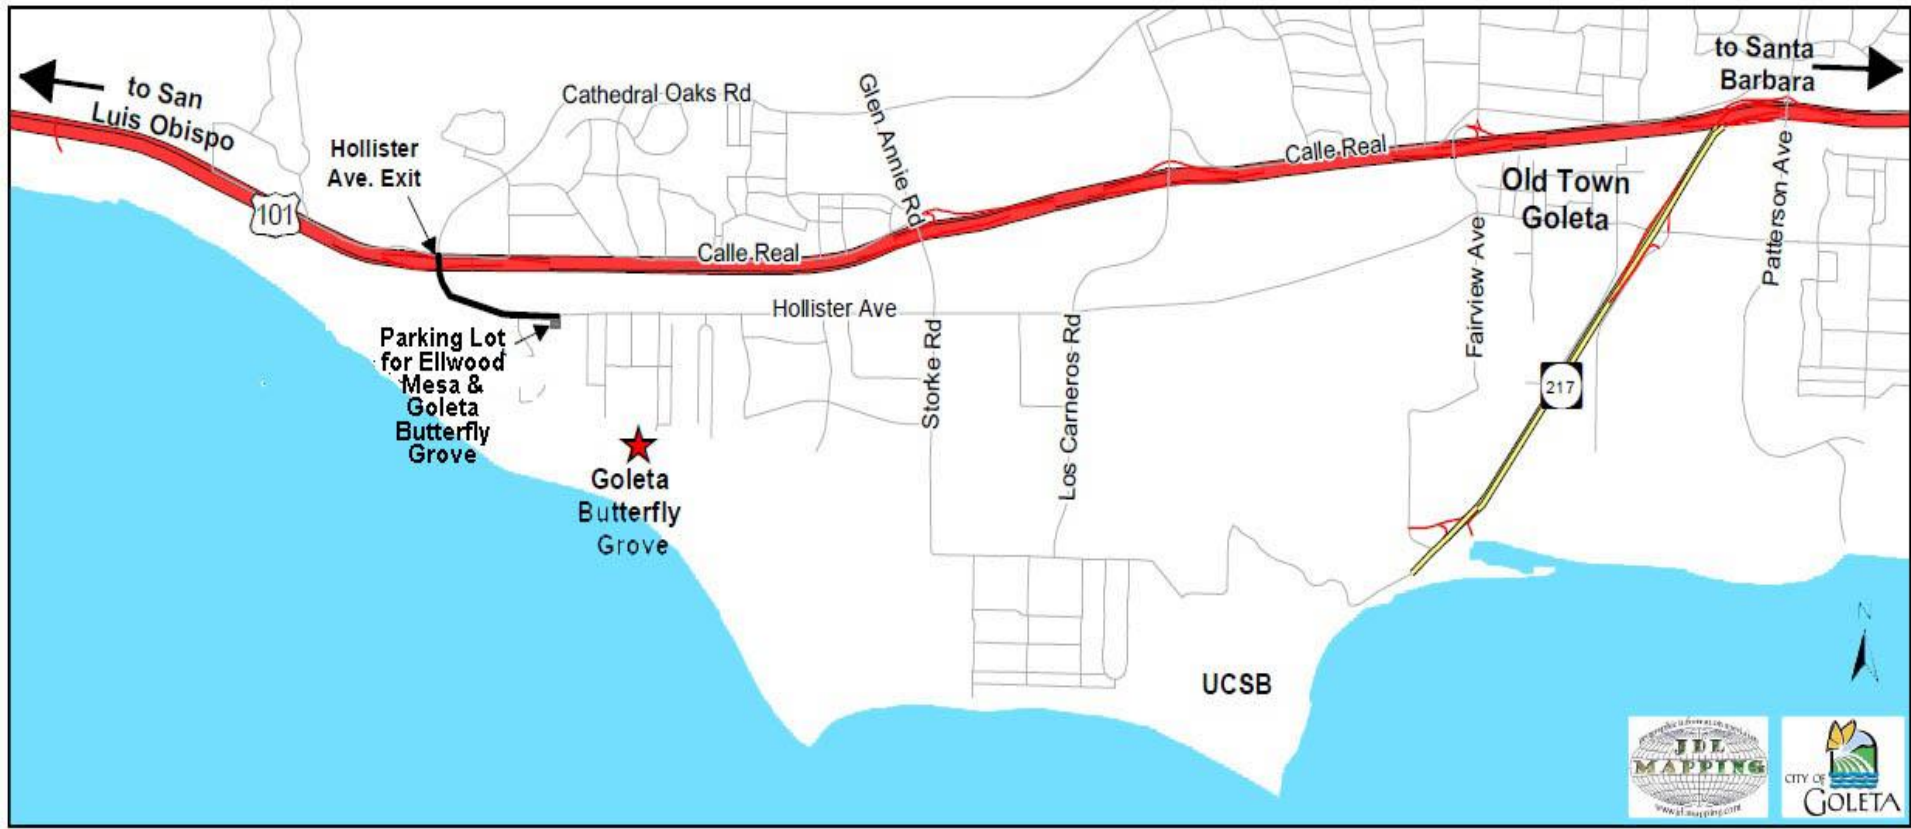 to San
Luis Obispo
Cathedral Oaks Rd
Glen Annie Rd
to Santa
Barbara
Hollister
Ave. Exit
101
Calle Real
Calle Real
Old Town
Goleta
Patterson Ave
Fairview Ave
Hollister Ave
Parking Lot
for Ellwood
Mesa &
Goleta
Butterfly
Grove
Storke Rd
Los Carneros Rd
217
Goleta
Butterfly
Grove
UCSB
N
JDL
MAPPING
CITY OF
GOLETA